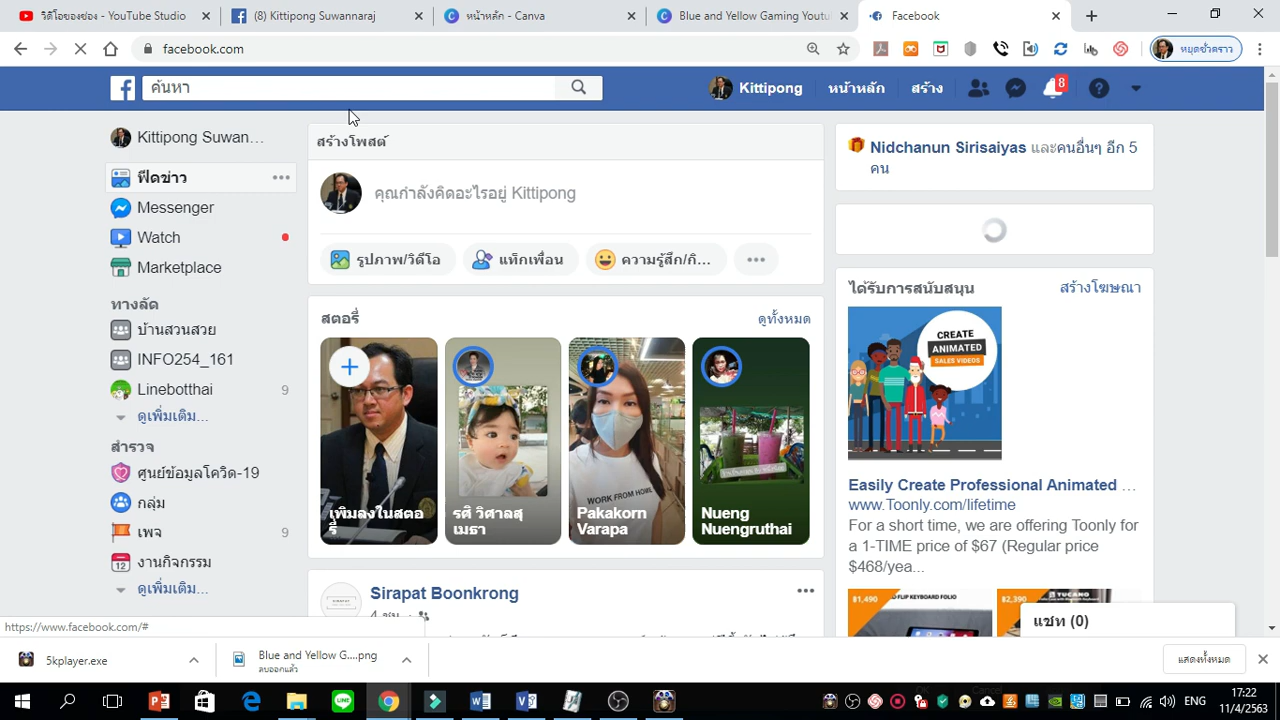 วิดีโอของช่อง - YouTube Studio
(8) Kittipong Suwannaraj
หน้าหลัก - Canva
Blue and Yellow Gaming Youtu
Facebook
facebook.com
หยุดชั่วคราว
ค้นหา
Kittipong
หน้าหลัก
สร้าง
8
Kittipong Suwan...
ฟีดข่าว
Messenger
Watch
Marketplace
ทางลัด
บ้านสวนสวย
INFO254_161
Linebotthai 9
ดูเพิ่มเติม...
สำรวจ
ศูนย์ข้อมูลโควิด-19
กลุ่ม
เพจ 9
งานกิจกรรม
ดูเพิ่มเติม...
สร้างโพสต์
คุณกำลังคิดอะไรอยู่ Kittipong
รูปภาพ/วิดีโอ
แท็กเพื่อน
ความรู้สึก/กิ...
สตอรี่
ดูทั้งหมด
เพิ่มลงในสตอ
รี่
รศิ วิศาลสุ
เมธา
WORK FROM HOME
Pakakorn
Varapa
Nueng
Nuengruthai
Sirapat Boonkrong
4 ชม.
Nidchanun Sirisaiyas และคนอื่นๆ อีก 5
คน
ได้รับการสนับสนุน
สร้างโฆษณา
CREATE
ANIMATED
SALES VIDEOS
Easily Create Professional Animated ...
www.Toonly.com/lifetime
For a short time, we are offering Toonly for
a 1-TIME price of $67 (Regular price
$468/yea...
฿1,490
FLIP KEYBOARD FOLIO
฿2,390
TUCANO
แชท (0)
https://www.facebook.com/#
5kplayer.exe
Blue and Yellow G....png
ลบออกแล้ว
แสดงทั้งหมด
ENG
17:22
11/4/2563